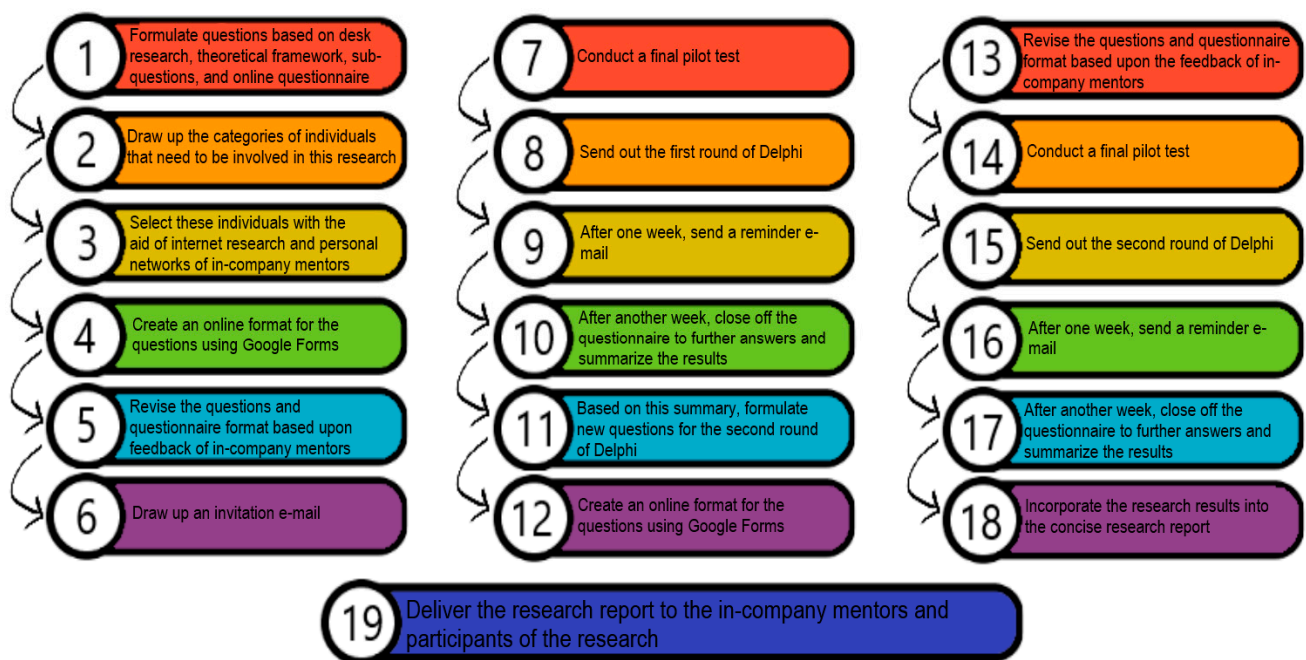 1
Formulate questions based on desk
research, theoretical framework, sub-
questions, and online questionnaire
2
Draw up the categories of individuals
that need to be involved in this research
3
Select these individuals with the
aid of internet research and personal
networks of in-company mentors
4
Create an online format for the
questions using Google Forms
5
Revise the questions and
questionnaire format based upon
feedback of in-company mentors
6
Draw up an invitation e-mail
7
Conduct a final pilot test
8
Send out the first round of Delphi
9
After one week, send a reminder e-
mail
10
After another week, close off the
questionnaire to further answers and
summarize the results
11
Based on this summary, formulate
new questions for the second round
of Delphi
12
Create an online format for the
questions using Google Forms
13
Revise the questions and questionnaire
format based upon the feedback of in-
company mentors
14
Conduct a final pilot test
15
Send out the second round of Delphi
16
After one week, send a reminder e-
mail
17
After another week, close off the
questionnaire to further answers and
summarize the results
18
Incorporate the research results into
the concise research report
19
Deliver the research report to the in-company mentors and
participants of the research